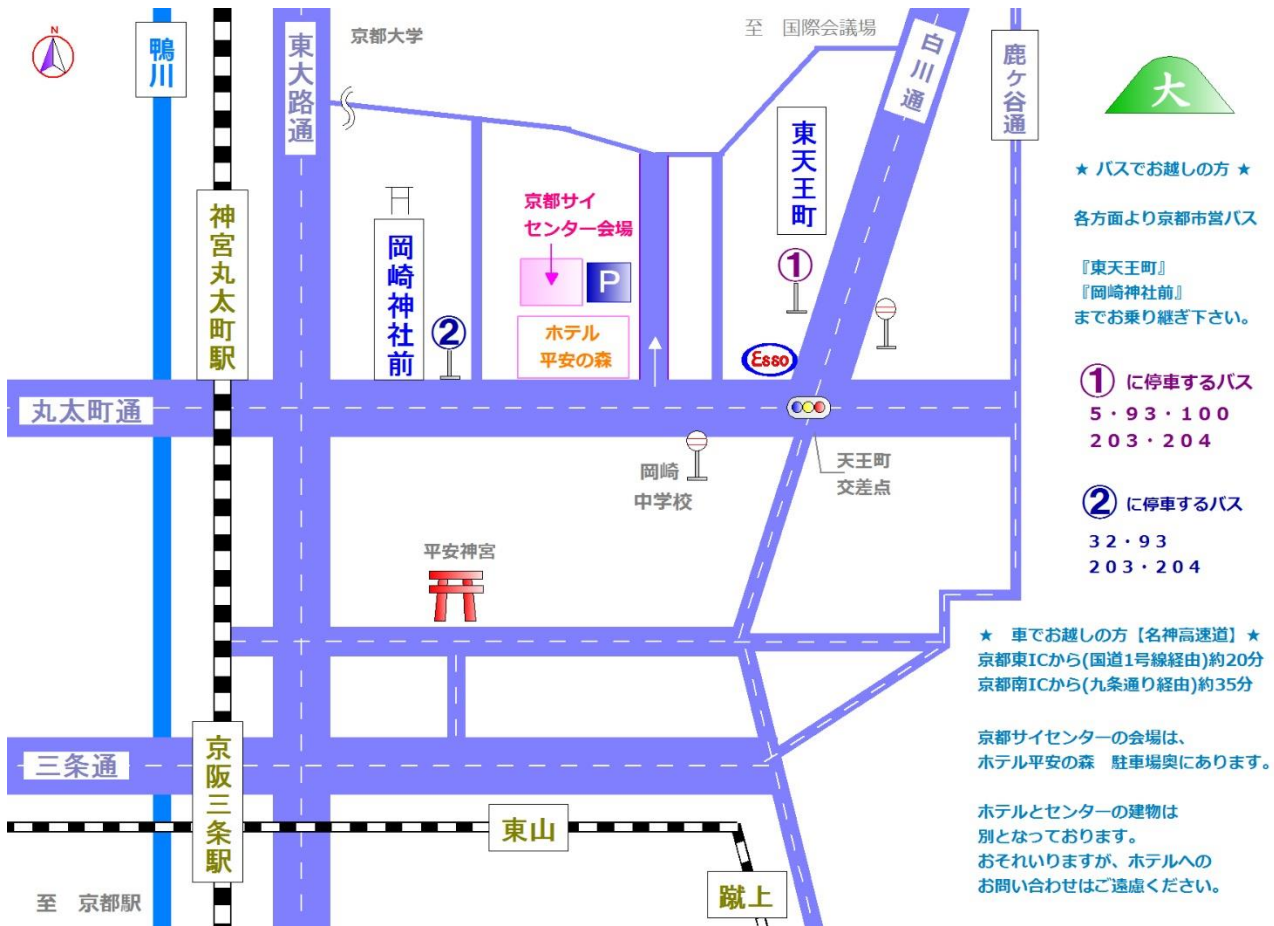 N
鴨川
東大路通
京都大学
至　国際会議場
白川通
鹿ヶ谷通
大
神宮丸太町駅
岡崎神社前
②
京都サイ
センター会場
P
ホテル
平安の森
東天王町
①
Esso
丸太町通
岡崎
中学校
天王町
交差点
平安神宮
三条通
京阪三条駅
東山
蹴上
至　京都駅
★ バスでお越しの方 ★
各方面より京都市営バス
『東天王町』
『岡崎神社前』
までお乗り継ぎ下さい。
① に停車するバス
５・９３・１００
２０３・２０４
② に停車するバス
３２・９３
２０３・２０４
★　車でお越しの方【名神高速道】★
京都東ICから(国道1号線経由)約20分
京都南ICから(九条通り経由)約35分
京都サイセンターの会場は、
ホテル平安の森　駐車場奥にあります。
ホテルとセンターの建物は
別となっております。
おそれいりますが、ホテルへの
お問い合わせはご遠慮ください。